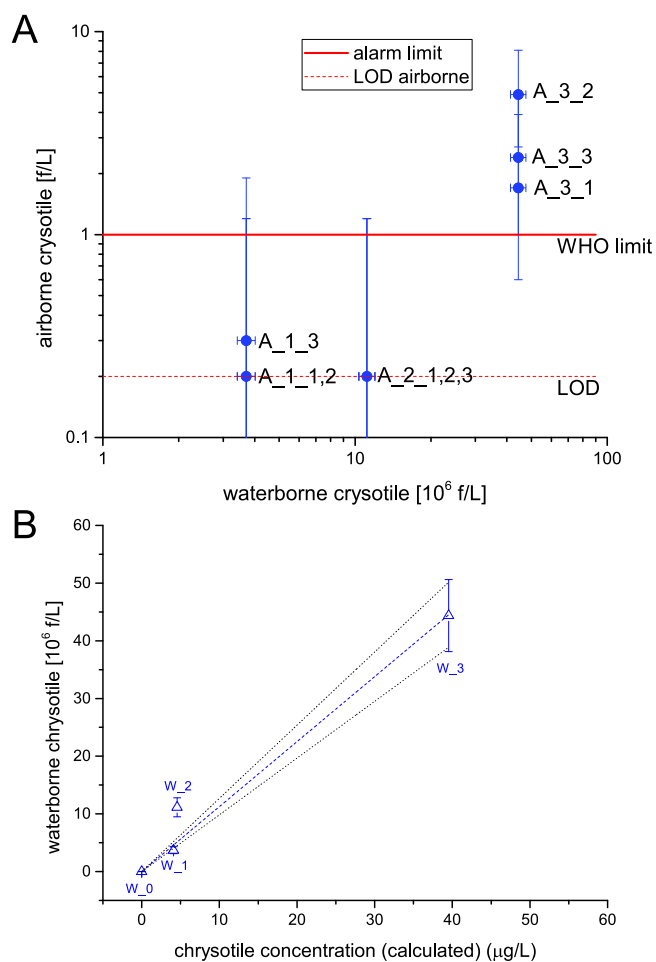 A
10
alarm limit
LOD airborne
A_3_2
A_3_3
A_3_1
airborne crysotile [f/L]
1
WHO limit
A_1_3
A_1_1,2
A_2_1,2,3
LOD
0.1
1
10
100
waterborne crysotile [10⁶ f/L]
B
60
50
40
30
20
10
0
waterborne chrysotile [10⁶ f/L]
W_3
W_2
W_1
W_0
0
10
20
30
40
50
60
chrysotile concentration (calculated) (μg/L)